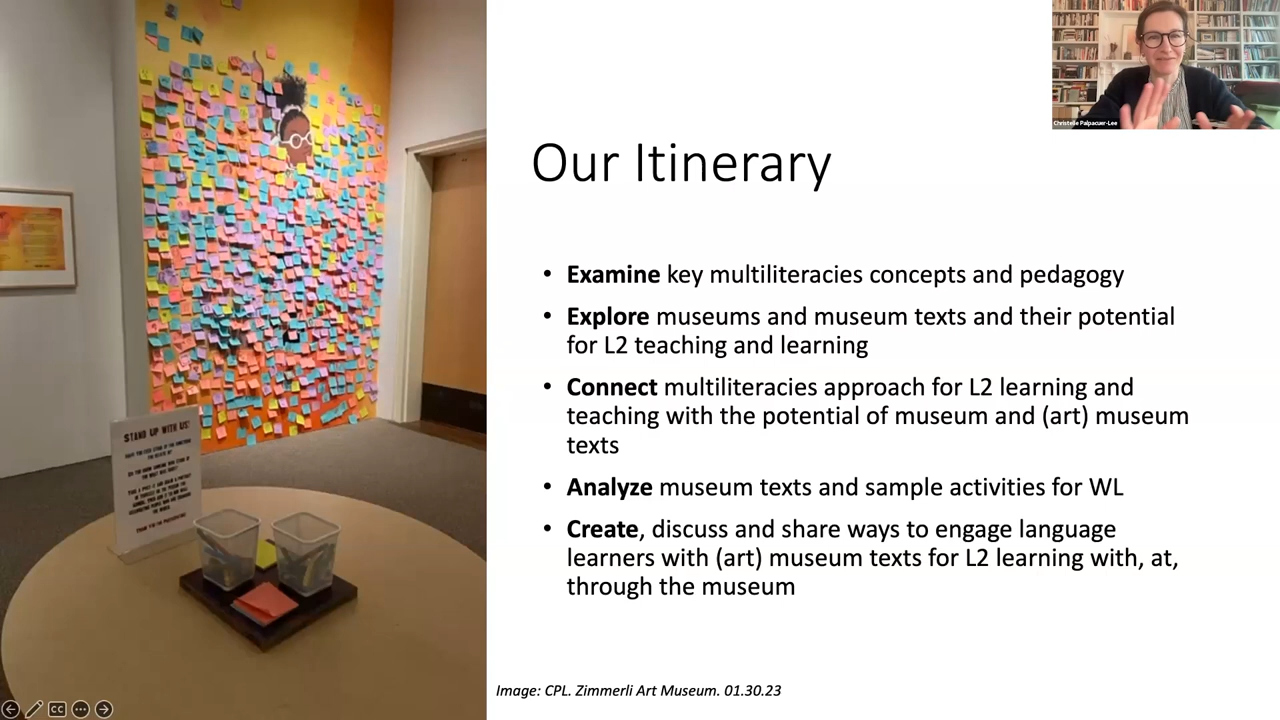 Christelle Palpacuer-Lee
Our Itinerary
• Examine key multiliteracies concepts and pedagogy
• Explore museums and museum texts and their potential
for L2 teaching and learning
• Connect multiliteracies approach for L2 learning and
teaching with the potential of museum and (art) museum
texts
• Analyze museum texts and sample activities for WL
• Create, discuss and share ways to engage language
learners with (art) museum texts for L2 learning with, at,
through the museum
STAND UP WITH US!
Image: CPL. Zimmerli Art Museum. 01.30.23
CC